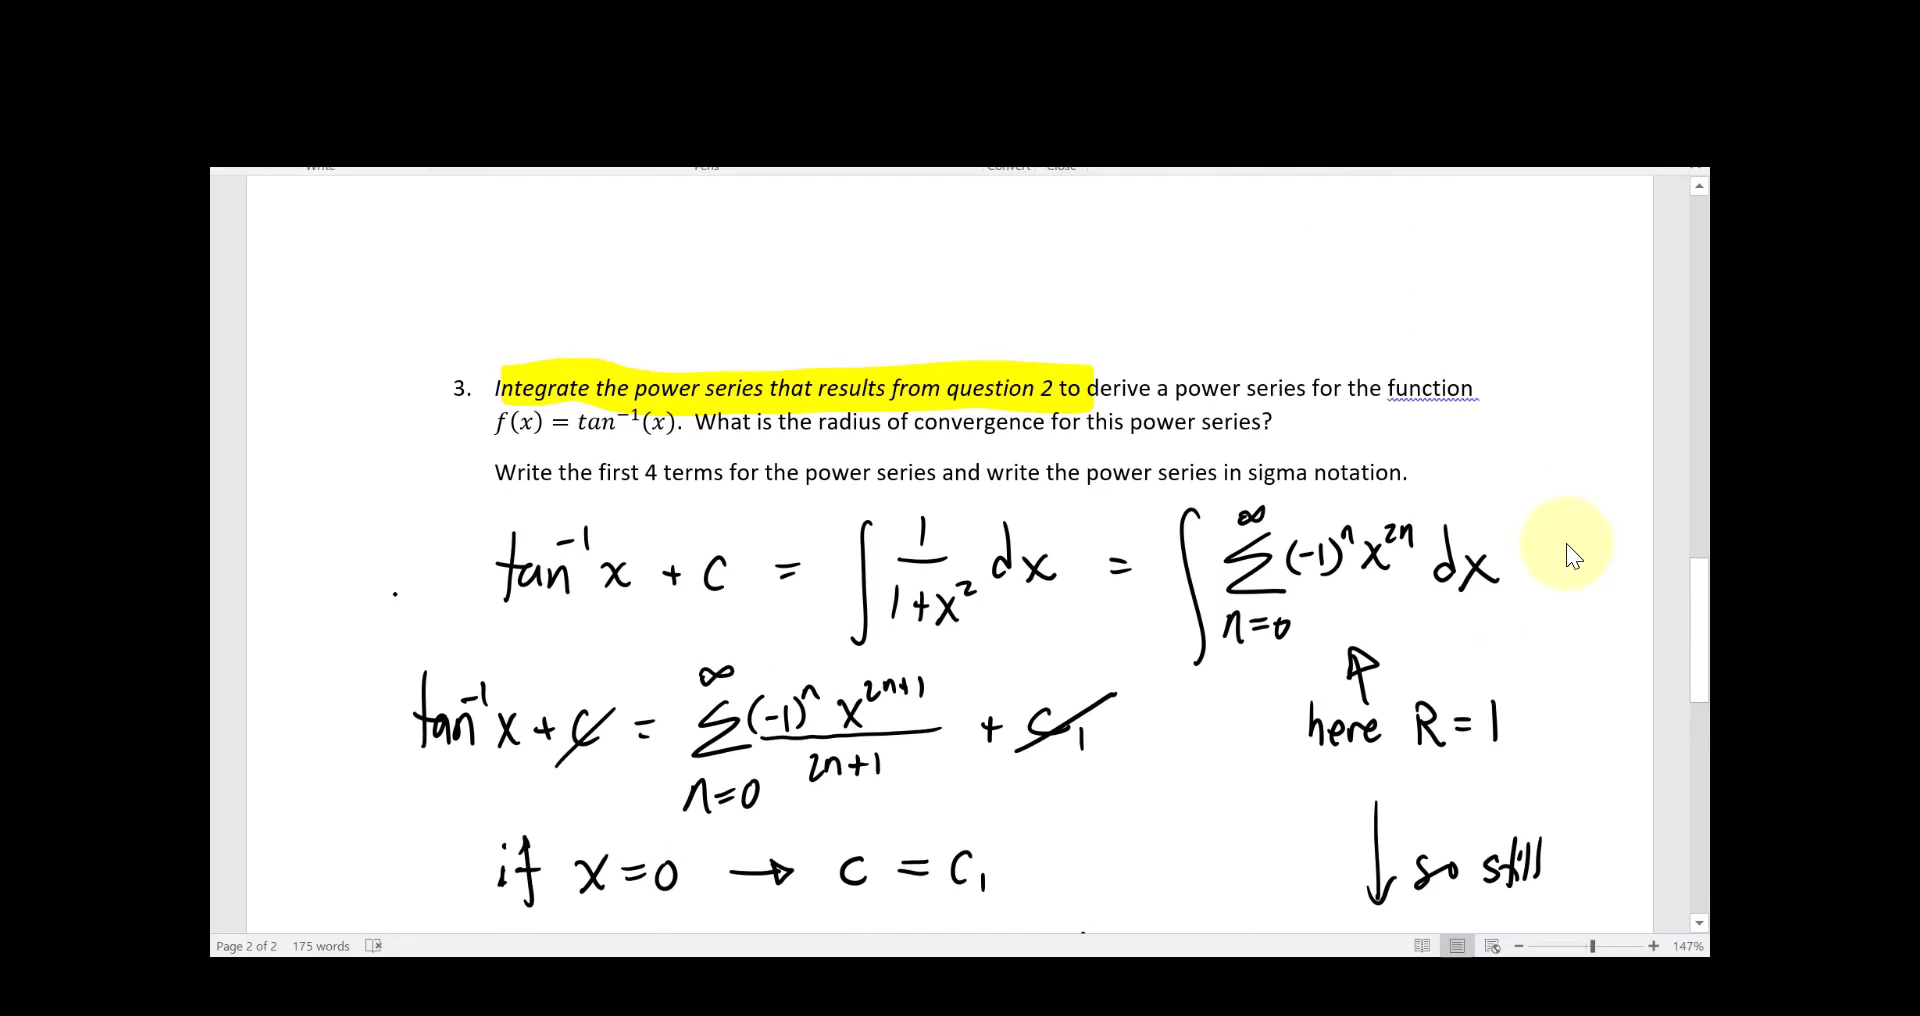 3. Integrate the power series that results from question 2 to derive a power series for the function
f(x) = tan⁻¹(x). What is the radius of convergence for this power series?
Write the first 4 terms for the power series and write the power series in sigma notation.
tan⁻¹ x + C = ∫ 1/(1+x²) dx = ∫ ∞ Σ n=0 (-1)ⁿ x²ⁿ dx
tan⁻¹ x + C = ∞ Σ n=0 (-1)ⁿ x²ⁿ⁺¹/(2n+1) + C₁
here R = 1
if x=0 → C = C₁
↓ so still
Page 2 of 2 175 words 147%